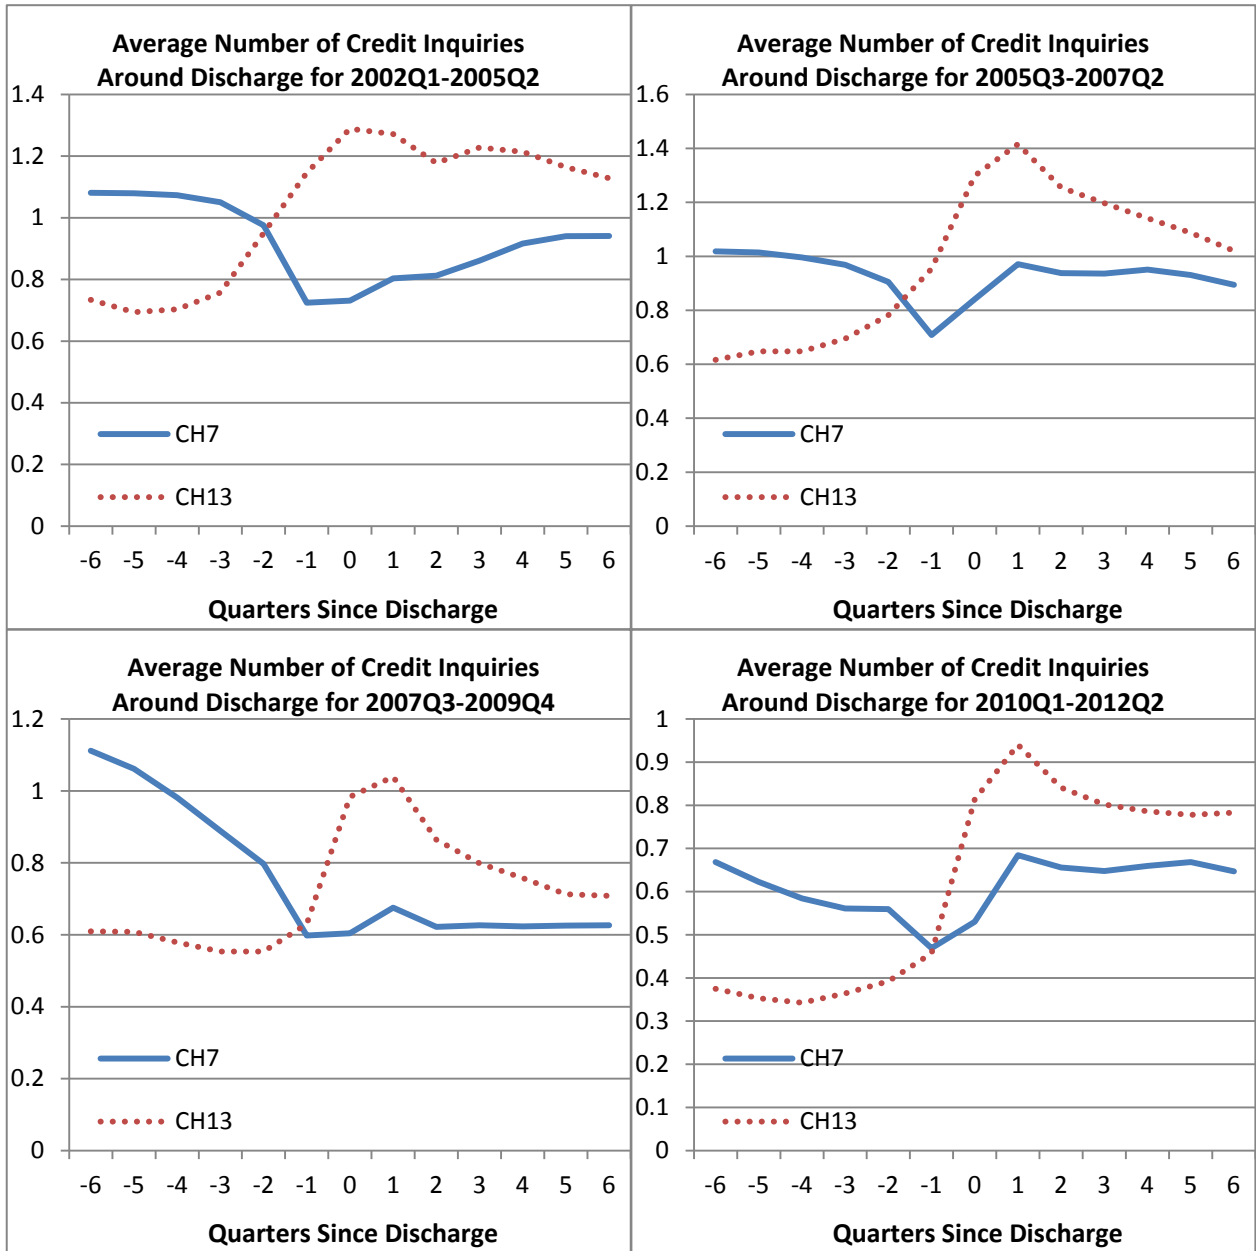 Average Number of Credit Inquiries
Around Discharge for 2002Q1-2005Q2
1.4
1.2
1
0.8
0.6
0.4
0.2
0
CH7
CH13
-6 -5 -4 -3 -2 -1 0 1 2 3 4 5 6
Quarters Since Discharge
Average Number of Credit Inquiries
Around Discharge for 2005Q3-2007Q2
1.6
1.4
1.2
1
0.8
0.6
0.4
0.2
0
CH7
CH13
-6 -5 -4 -3 -2 -1 0 1 2 3 4 5 6
Quarters Since Discharge
Average Number of Credit Inquiries
Around Discharge for 2007Q3-2009Q4
1.2
1
0.8
0.6
0.4
0.2
0
CH7
CH13
-6 -5 -4 -3 -2 -1 0 1 2 3 4 5 6
Quarters Since Discharge
Average Number of Credit Inquiries
Around Discharge for 2010Q1-2012Q2
1
0.9
0.8
0.7
0.6
0.5
0.4
0.3
0.2
0.1
0
CH7
CH13
-6 -5 -4 -3 -2 -1 0 1 2 3 4 5 6
Quarters Since Discharge